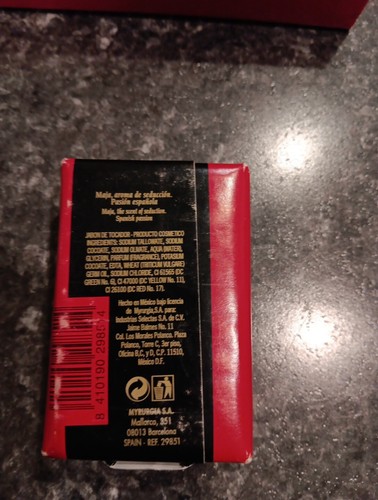 Maja, aroma de seducción.
Pasión española
Maja, the scent of seduction.
Spanish passion
JABON DE TOCADOR - PRODUCTO COSMETICO
INGREDIENTS: SODIUM TALLOWATE, SODIUM
COCOATE, SODIUM OLIVATE, AQUA (WATER),
GLYCERIN, PARFUM (FRAGANCE), POTASSIUM
COCOATE, EDTA, WHEAT (TRITICUM VULGARE)
GERM OIL, SODIUM CHLORIDE, CI 61565 (DC
GREEN No. 6), CI 47000 (DC YELLOW No. 11),
CI 26100 (DC RED No. 17).
Hecho en México bajo licencia
de Myrurgia,S.A. para:
Industrias Selectas S.A. de C.V.
Jaime Balmes No. 11
Col. Los Morales Polanco. Plaza
Polanco, Torre C, 3er piso,
Oficina B,C, y D, C.P. 11510,
México D.F.
MYRURGIA S.A.
Mallorca, 351
08013 Barcelona
SPAIN - REF. 29851
8 410190 298514